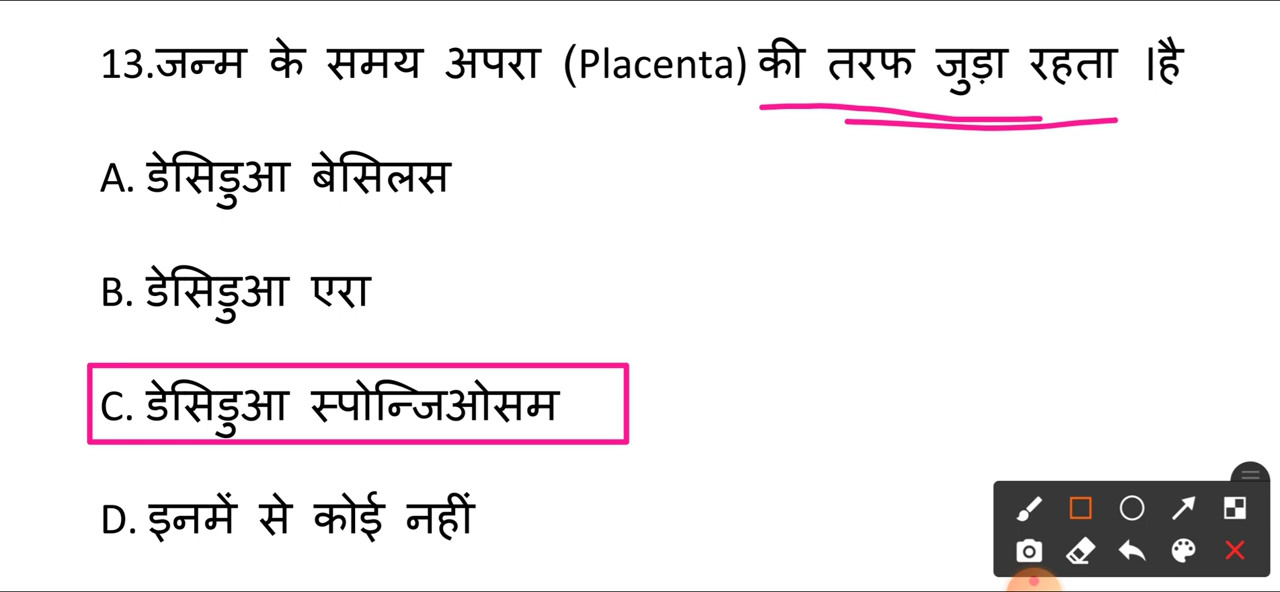 13.जन्म के समय अपरा (Placenta) की तरफ जुड़ा रहता ।है
A. डेसिडुआ बेसिलस
B. डेसिडुआ एरा
C. डेसिडुआ स्पोन्जिओसम
D. इनमें से कोई नहीं